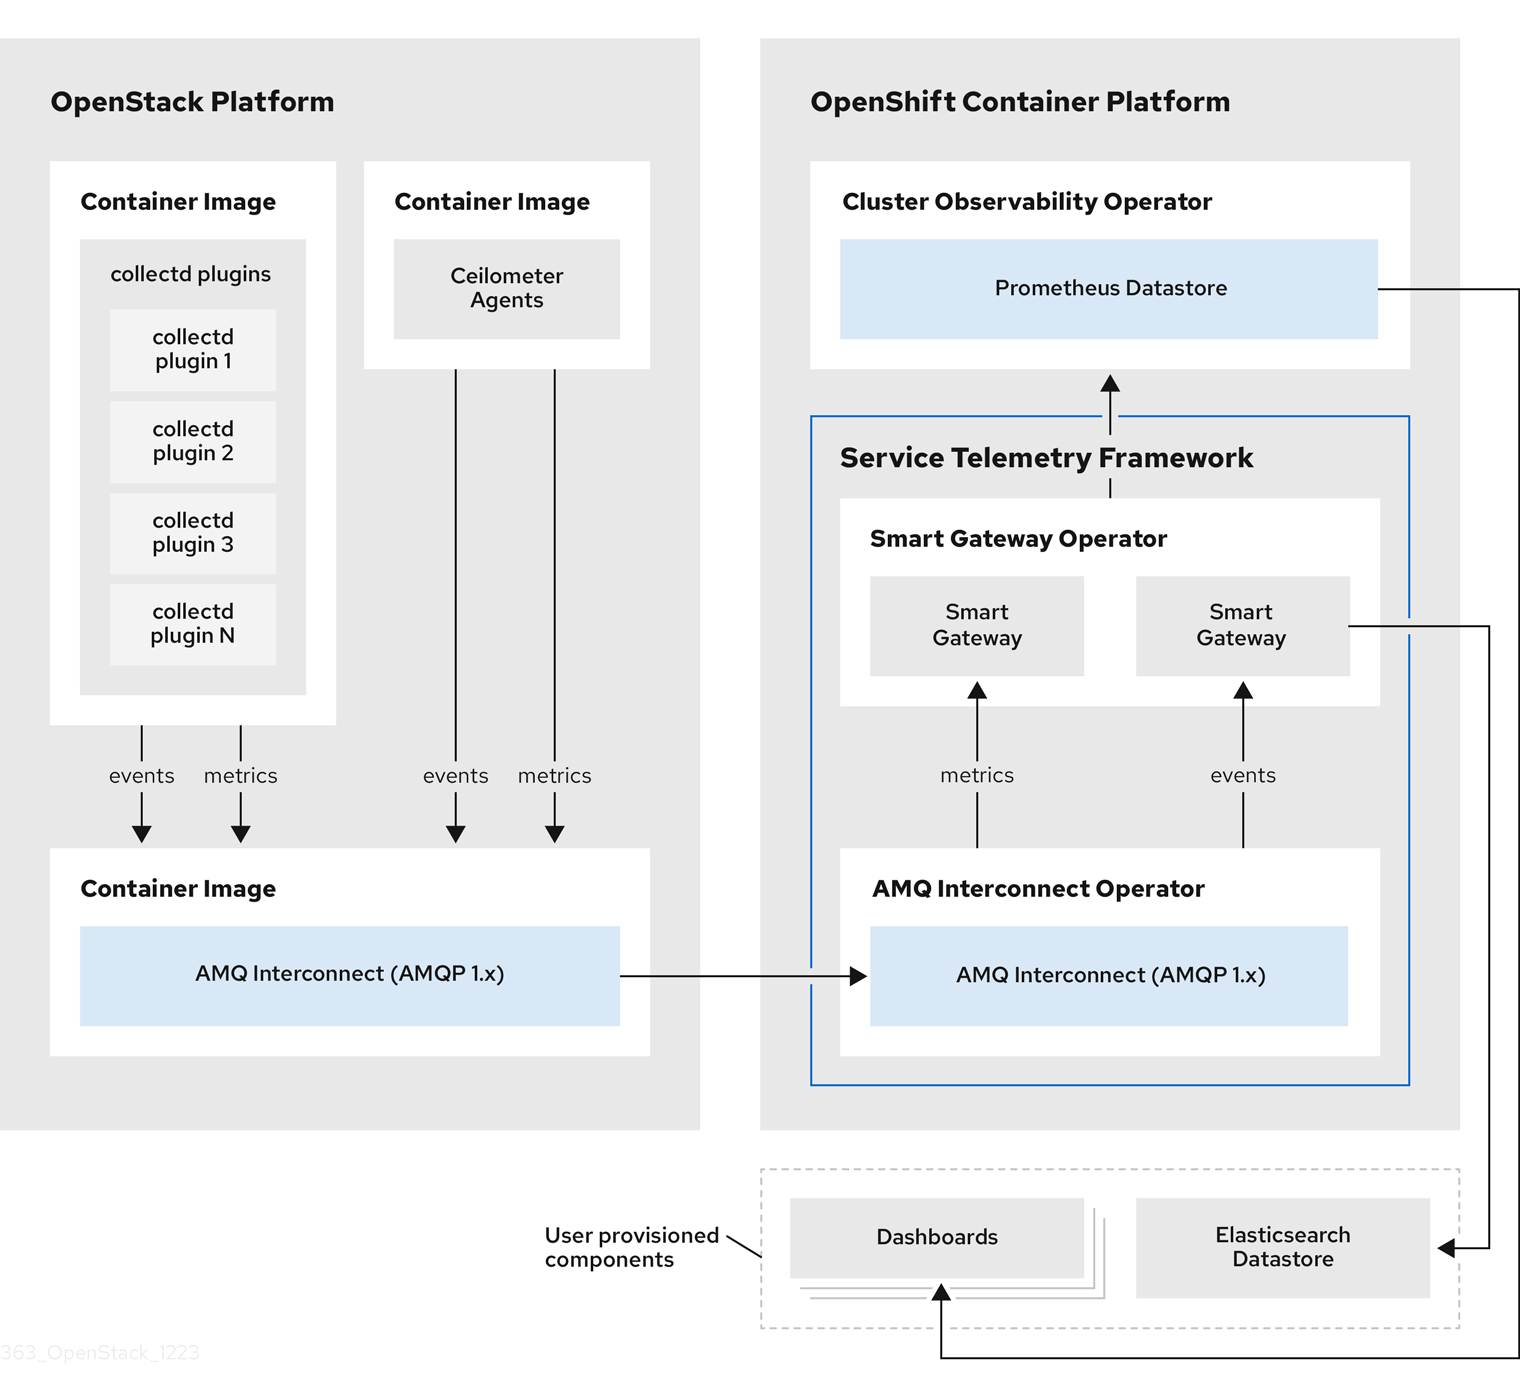 OpenStack Platform
Container Image
collectd plugins
collectd
plugin 1
collectd
plugin 2
collectd
plugin 3
collectd
plugin N
Container Image
Ceilometer
Agents
events
metrics
events
metrics
Container Image
AMQ Interconnect (AMQP 1.x)
OpenShift Container Platform
Cluster Observability Operator
Prometheus Datastore
Service Telemetry Framework
Smart Gateway Operator
Smart
Gateway
Smart
Gateway
metrics
events
AMQ Interconnect Operator
AMQ Interconnect (AMQP 1.x)
User provisioned
components
Dashboards
Elasticsearch
Datastore
363_OpenStack_1223